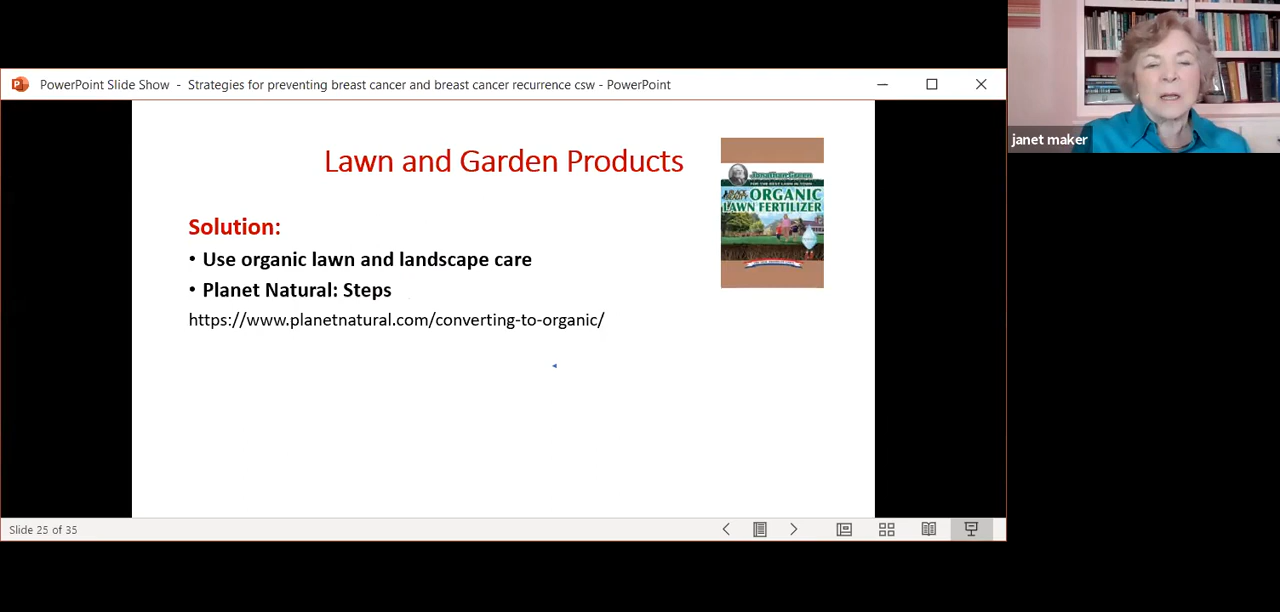 PowerPoint Slide Show - Strategies for preventing breast cancer and breast cancer recurrence csw - PowerPoint
janet maker
Lawn and Garden Products
Jonathan Green
ORGANIC
LAWN FERTILIZER
Solution:
• Use organic lawn and landscape care
• Planet Natural: Steps
https://www.planetnatural.com/converting-to-organic/
Slide 25 of 35